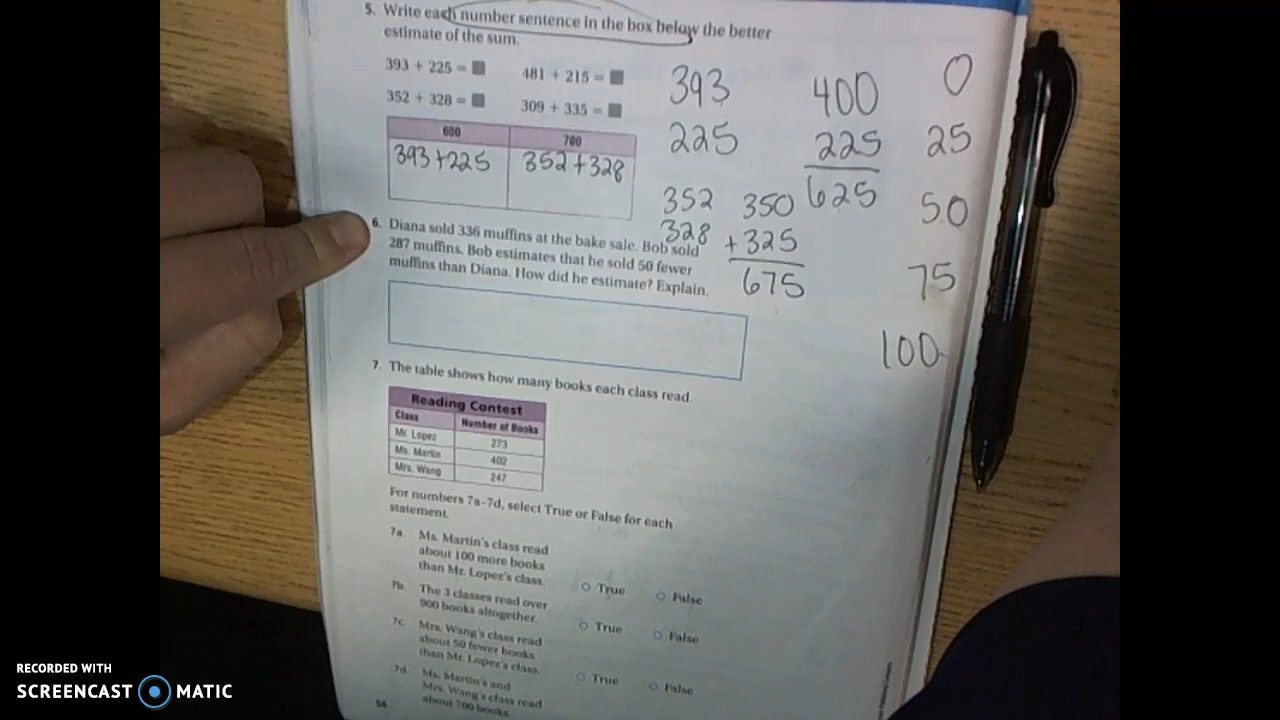 5. Write each number sentence in the box below the better
estimate of the sum.
393 + 225 =
481 + 215 =
352 + 328 =
309 + 335 =
600
700
393+225
352+328
393
225
400
225
625
352
328
350
+325
675
0
25
50
75
100
6. Diana sold 336 muffins at the bake sale. Bob sold
287 muffins. Bob estimates that he sold 50 fewer
muffins than Diana. How did he estimate? Explain.
7. The table shows how many books each class read.
Reading Contest
Class Number of Books
Mr. Lopez 273
Ms. Martin 402
Mrs. Wang 247
For numbers 7a-7d, select True or False for each
statement.
7a. Ms. Martin's class read
about 100 more books
than Mr. Lopez's class.
True False
7b. The 3 classes read over
900 books altogether.
True False
7c. Mrs. Wang's class read
about 50 fewer books
than Mr. Lopez's class.
True False
7d Ms. Martin's and
Mrs. Wang's class read
about 700 books.
56
RECORDED WITH
SCREENCAST MATIC